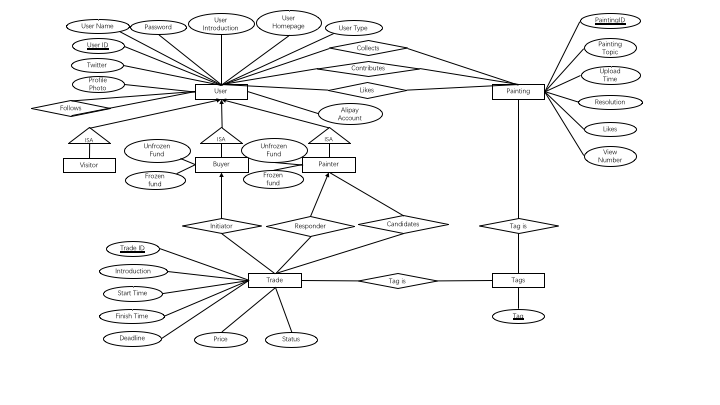 User Name
Password
User
Introduction
User
Homepage
User Type
PaintingID
User ID
Collects
Painting
Topic
Twitter
Contributes
Upload
Time
Profile
Photo
User
Likes
Painting
Resolution
Follows
Alipay
Account
Likes
ISA
ISA
ISA
Unfrozen
Fund
Unfrozen
Fund
View
Number
Visitor
Buyer
Painter
Frozen
fund
Frozen
fund
Initiator
Responder
Candidates
Tag is
Trade ID
Introduction
Trade
Tag is
Tags
Start Time
Finish Time
Tag
Deadline
Price
Status